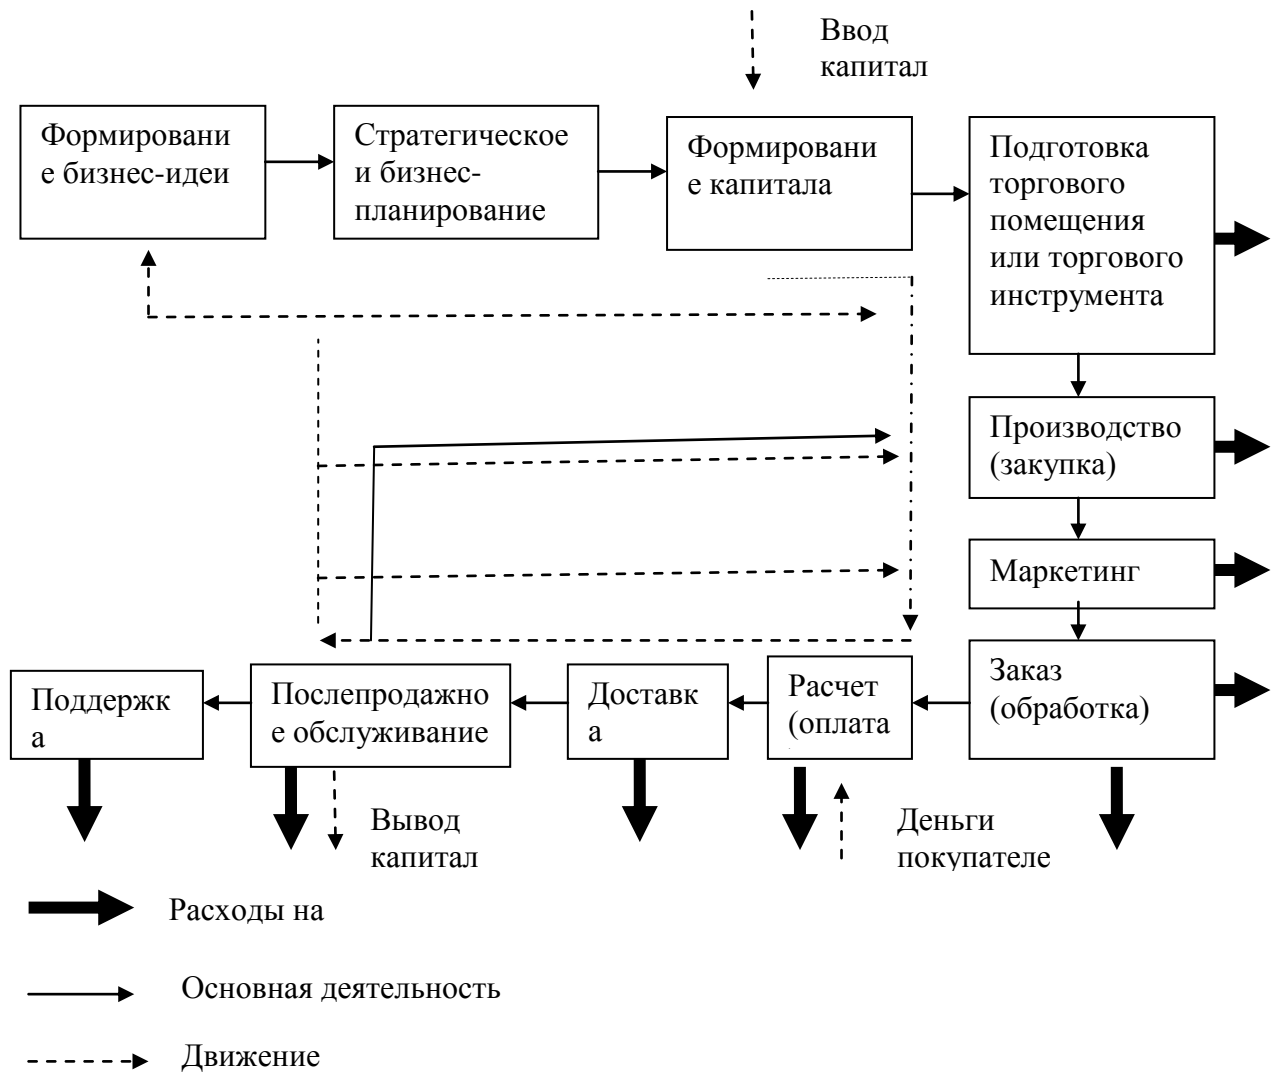 Ввод
капитал
Формировани
е бизнес-идеи
Стратегическое
и бизнес-
планирование
Формировани
е капитала
Подготовка
торгового
помещения
или торгового
инструмента
Производство
(закупка)
Маркетинг
Заказ
(обработка)
Расчет
(оплата
Доставк
а
Послепродажно
е обслуживание
Поддержк
а
Вывод
капитал
Деньги
покупателе
Расходы на
Основная деятельность
Движение